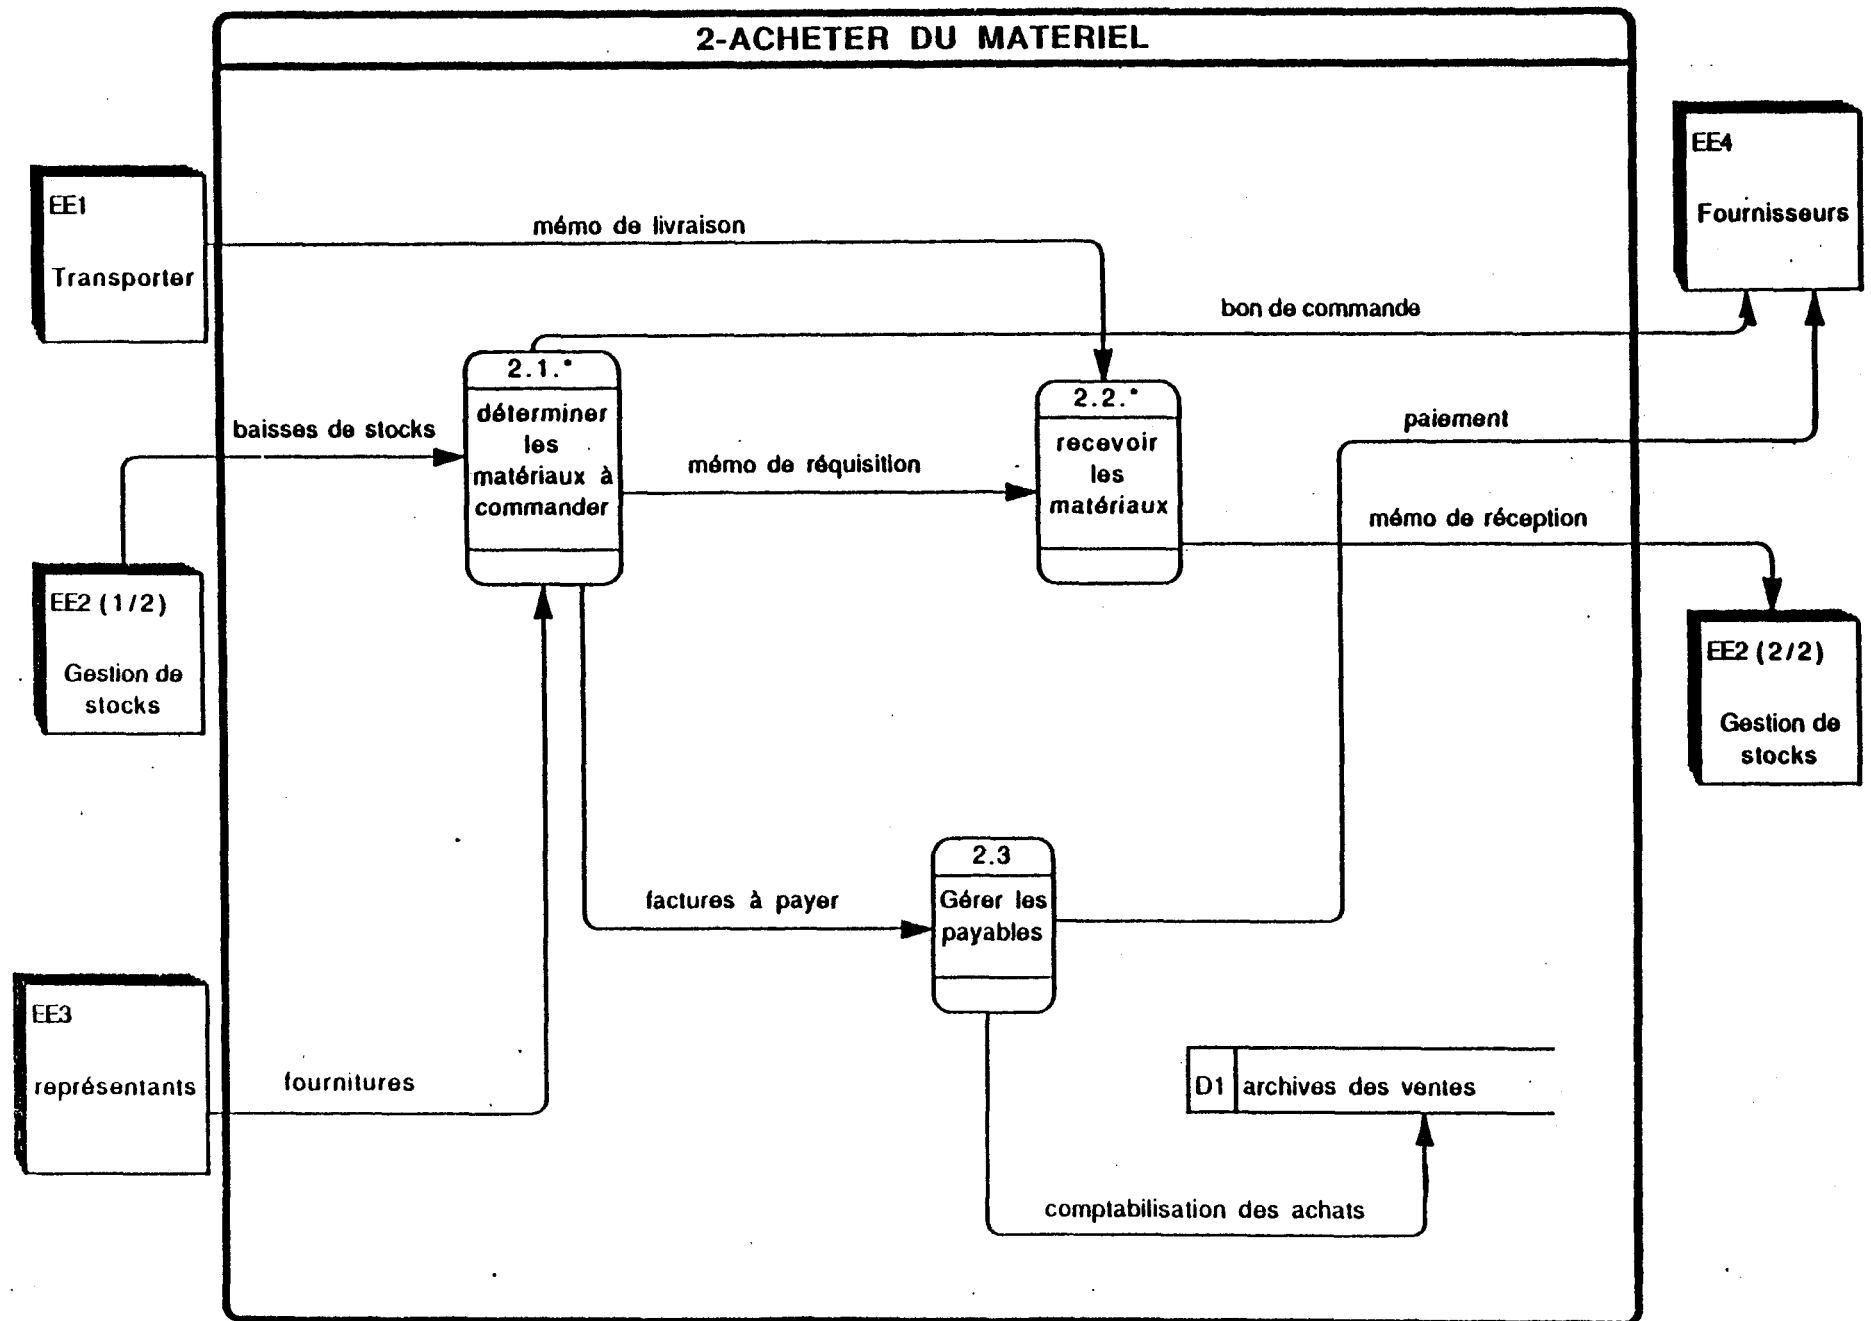 2-ACHETER DU MATERIEL
EE1
Transporter
EE4
Fournisseurs
mémo de livraison
bon de commande
2.1.*
déterminer
les
matériaux à
commander
2.2.*
recevoir
les
matériaux
baisses de stocks
mémo de réquisition
paiement
mémo de réception
EE2 (1/2)
Gestion de
stocks
EE2 (2/2)
Gestion de
stocks
2.3
Gérer les
payables
factures à payer
EE3
représentants
fournitures
D1 archives des ventes
comptabilisation des achats